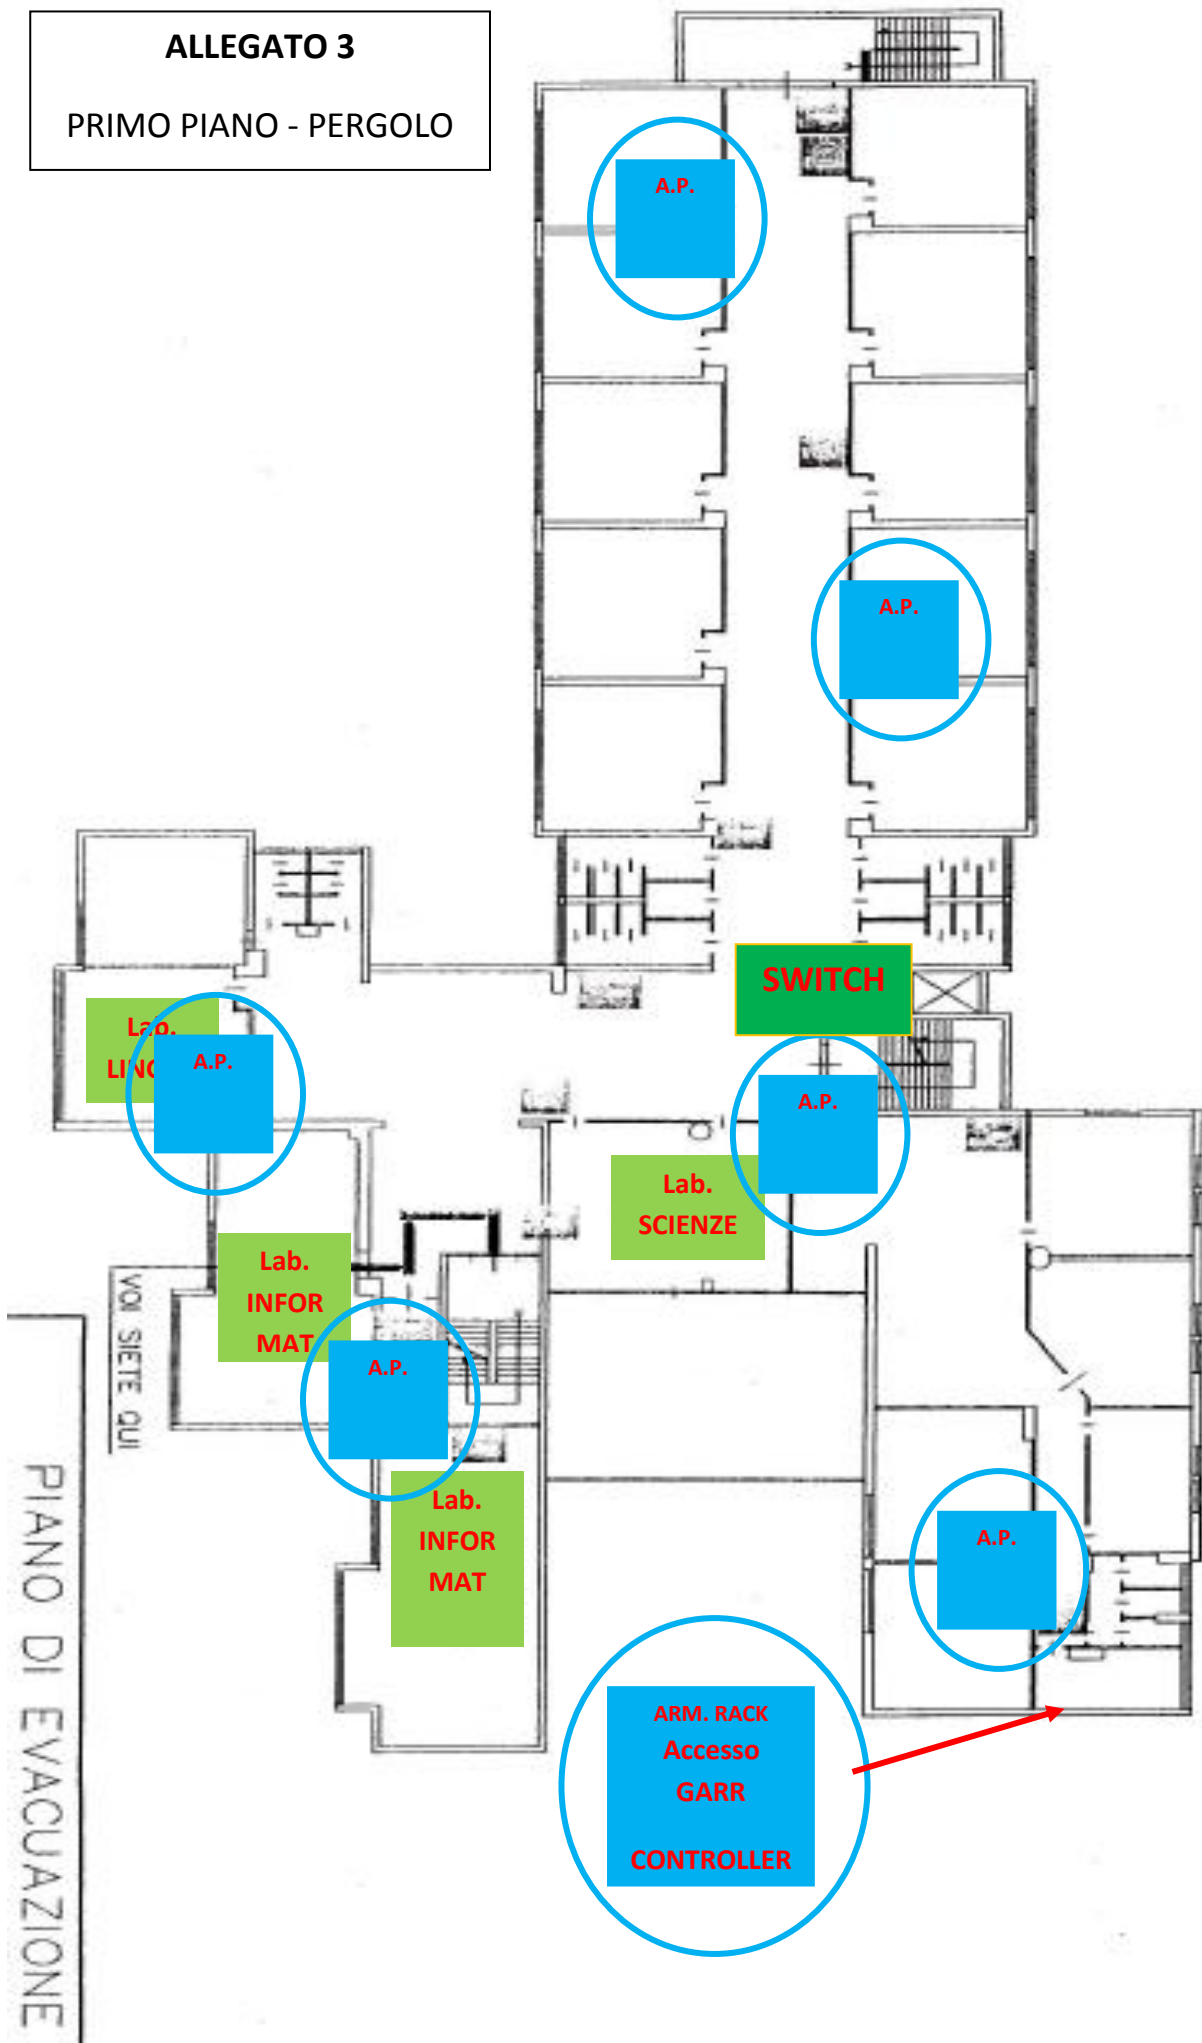 ALLEGATO 3
PRIMO PIANO - PERGOLO
A.P.
A.P.
SWITCH
Lab.
A.P.
A.P.
Lab.
SCIENZE
Lab.
INFOR
MAT
A.P.
VOI SIETE QUI
Lab.
INFOR
MAT
A.P.
ARM. RACK
Accesso
GARR
CONTROLLER
PIANO DI EVACUAZIONE